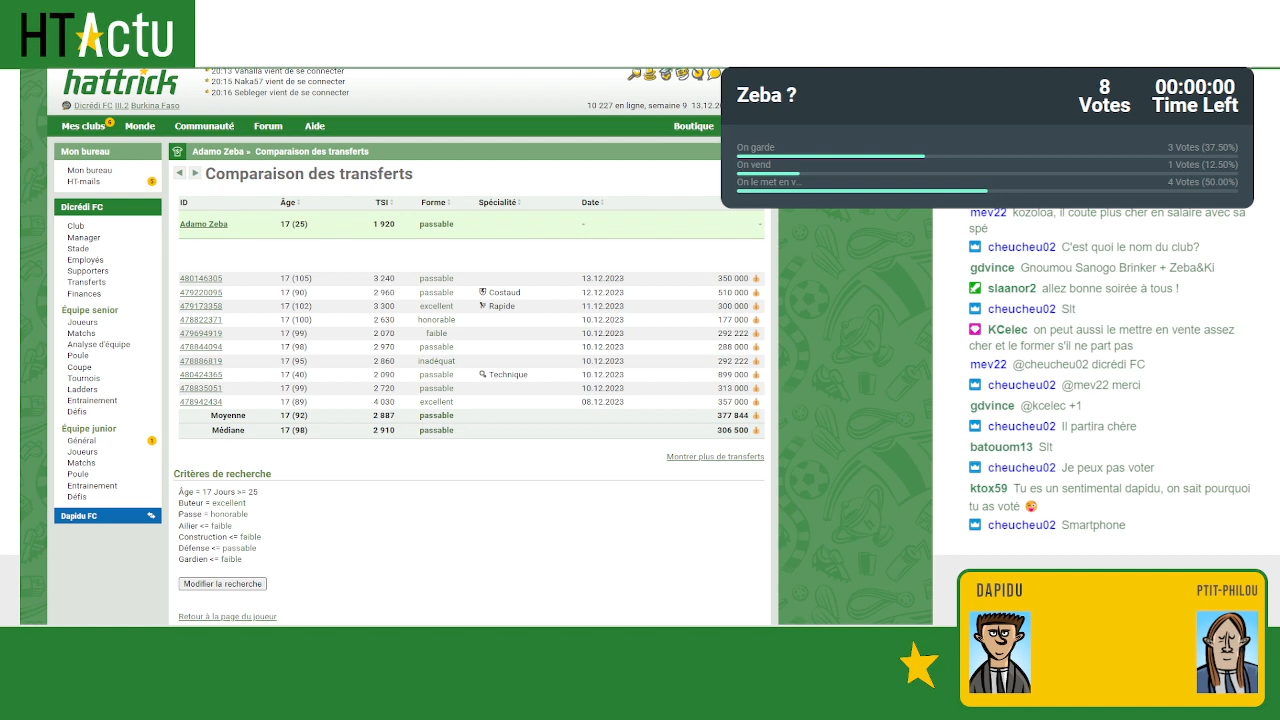 HTActu
hattrick
20:13 Vahalla vient de se connecter
20:15 Naka57 vient de se connecter
20:16 Sebleger vient de se connecter
Dicrédi FC III.2 Burkina Faso
10 227 en ligne, semaine 9 13.12.20
Mes clubs 5 Monde Communauté Forum Aide Boutique
Mon bureau
Mon bureau
HT-mails 5
Dicrédi FC
Club
Manager
Stade
Employés
Supporters
Transferts
Finances
Équipe senior
Joueurs
Matchs
Analyse d'équipe
Poule
Coupe
Tournois
Ladders
Entrainement
Défis
Équipe junior
Général 1
Joueurs
Matchs
Poule
Entrainement
Défis
Dapidu FC
Adamo Zeba » Comparaison des transferts
Comparaison des transferts
ID Âge TSI Forme Spécialité Date
Adamo Zeba 17 (25) 1 920 passable - -
480146305 17 (105) 3 240 passable 13.12.2023 350 000
479220095 17 (90) 2 960 passable Costaud 12.12.2023 510 000
479173358 17 (102) 3 300 excellent Rapide 11.12.2023 300 000
478822371 17 (100) 2 630 honorable 10.12.2023 177 000
479694919 17 (99) 2 070 faible 10.12.2023 292 222
478844094 17 (98) 2 970 passable 10.12.2023 288 000
478886819 17 (95) 2 860 inadéquat 10.12.2023 292 222
480424365 17 (40) 2 090 passable Technique 10.12.2023 899 000
478835051 17 (99) 2 720 passable 10.12.2023 313 000
478942434 17 (89) 4 030 excellent 08.12.2023 357 000
Moyenne 17 (92) 2 887 passable 377 844
Médiane 17 (98) 2 910 passable 306 500
Montrer plus de transferts
Critères de recherche
Âge = 17 Jours >= 25
Buteur = excellent
Passe = honorable
Ailier <= faible
Construction <= faible
Défense <= passable
Gardien <= faible
Modifier la recherche
Retour à la page du joueur
Zeba ?
8 Votes
00:00:00 Time Left
On garde 3 Votes (37.50%)
On vend 1 Votes (12.50%)
On le met en v... 4 Votes (50.00%)
mev22 kozoloa, il coute plus cher en salaire avec sa
spé
cheucheu02 C'est quoi le nom du club?
gdvince Gnoumou Sanogo Brinker + Zeba&Ki
slaanor2 allez bonne soirée à tous !
cheucheu02 Slt
KCelec on peut aussi le mettre en vente assez
cher et le former s'il ne part pas
mev22 @cheucheu02 dicrédi FC
cheucheu02 @mev22 merci
gdvince @kcelec +1
cheucheu02 Il partira chère
batouom13 Slt
cheucheu02 Je peux pas voter
ktox59 Tu es un sentimental dapidu, on sait pourquoi
tu as voté
cheucheu02 Smartphone
DAPIDU
PTIT-PHILOU